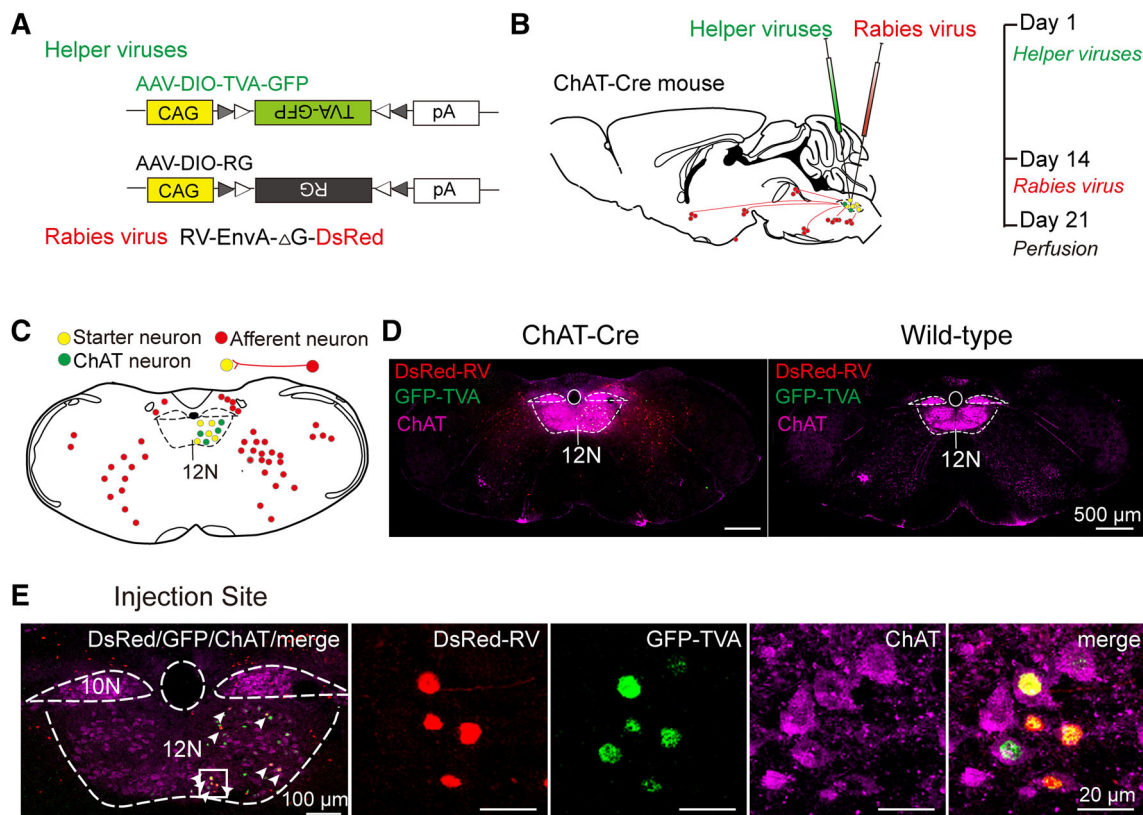 A
Helper viruses
AAV-DIO-TVA-GFP
CAG
TVA-GFP
pA
AAV-DIO-RG
CAG
RG
pA
Rabies virus RV-EnvA-△G-DsRed
B
Helper viruses
Rabies virus
ChAT-Cre mouse
Day 1
Helper viruses
Day 14
Rabies virus
Day 21
Perfusion
C
Starter neuron
Afferent neuron
ChAT neuron
12N
D
ChAT-Cre
DsRed-RV
GFP-TVA
ChAT
12N
Wild-type
DsRed-RV
GFP-TVA
ChAT
12N
500 μm
E
Injection Site
DsRed/GFP/ChAT/merge
10N
12N
100 μm
DsRed-RV
GFP-TVA
ChAT
merge
20 μm